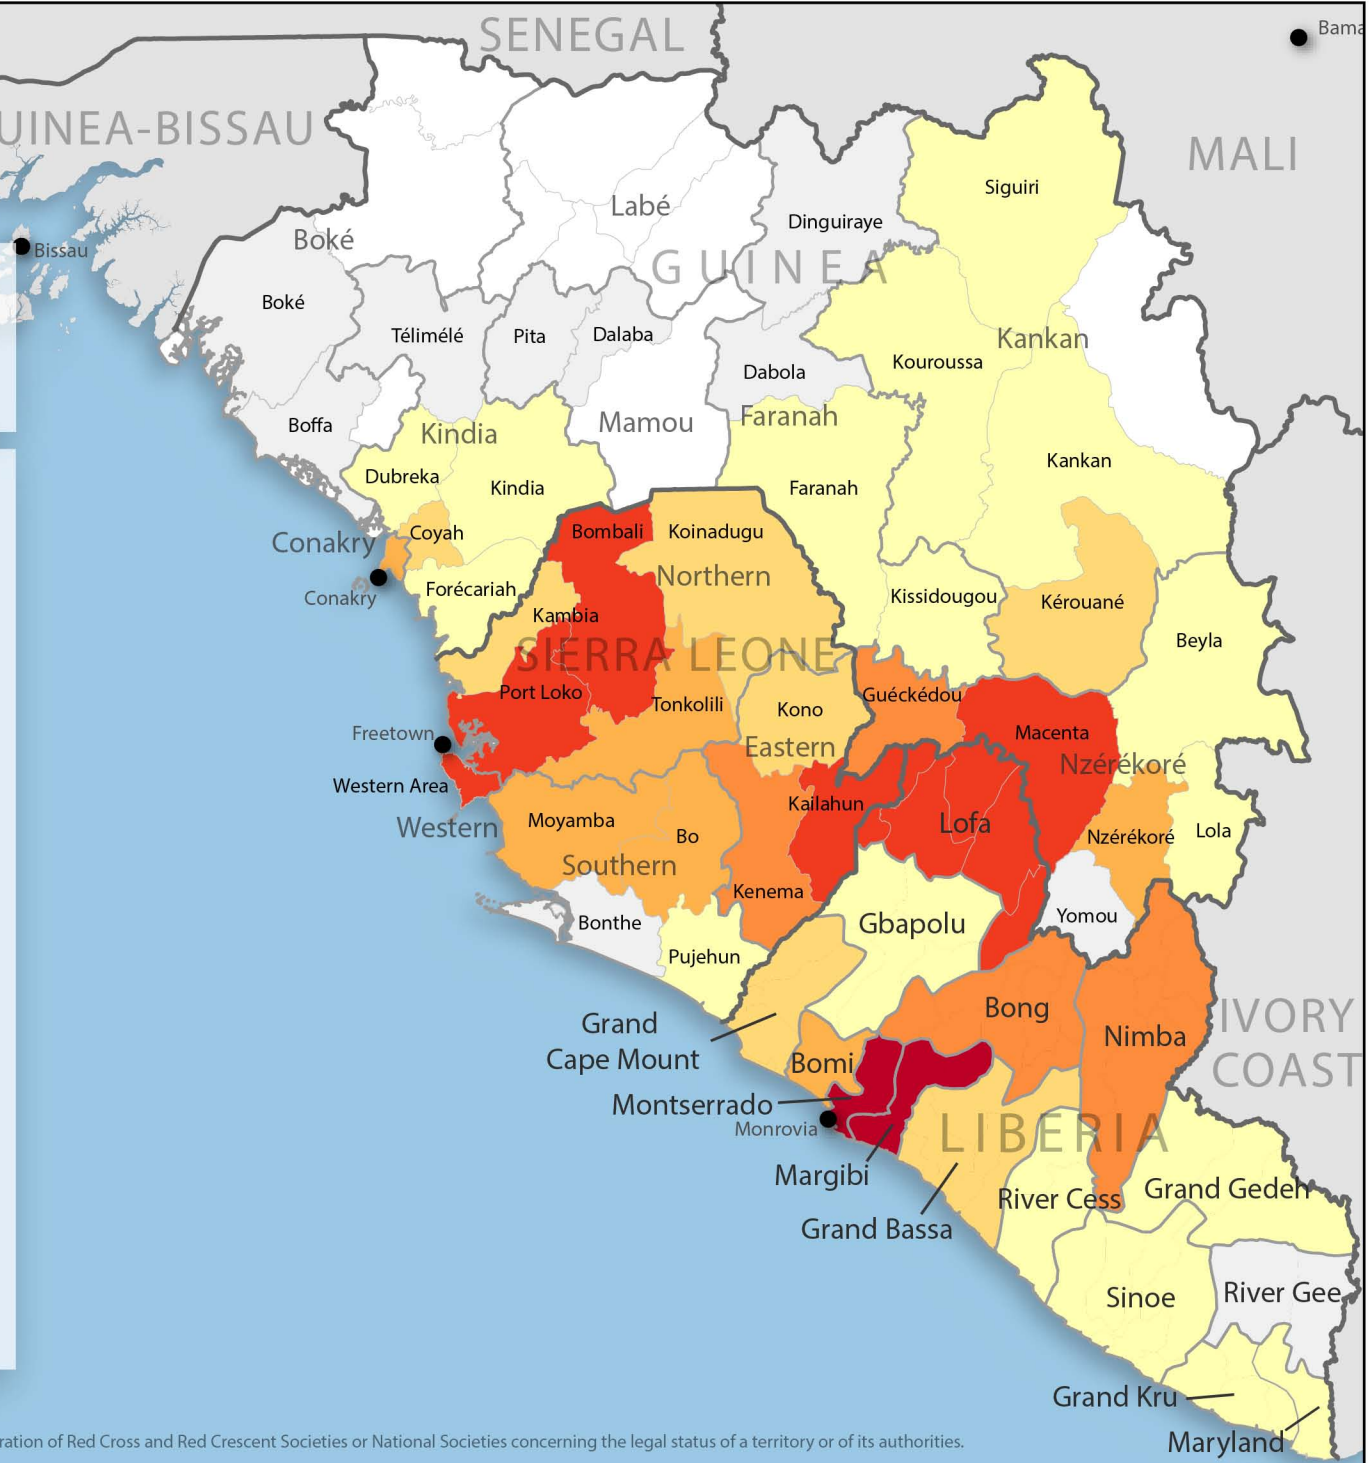 SENEGAL
Bama
UINEA-BISSAU
MALI
Siguiri
Labé
Dinguiraye
Boké
Bissau
GUINEA
Boké
Télimélé
Pita
Dalaba
Kankan
Kouroussa
Dabola
Boffa
Kindia
Mamou
Faranah
Kankan
Dubreka
Kindia
Faranah
Coyah
Bombali
Koinadugu
Conakry
Northern
Conakry
Forécariah
Kissidougou
Kérouané
Kambia
Beyla
SIERRA LEONE
Port Loko
Guéckédou
Tonkolili
Kono
Freetown
Macenta
Eastern
Nzérékoré
Western Area
Kailahun
Western
Moyamba
Bo
Lofa
Nzérékoré
Lola
Southern
Kenema
Bonthe
Gbapolu
Yomou
Pujehun
Grand
Cape Mount
Bong
IVORY
COAST
Nimba
Bomi
Montserrado
Monrovia
LIBERIA
Margibi
River Cess
Grand Gedeh
Grand Bassa
Sinoe
River Gee
Grand Kru
Maryland
ration of Red Cross and Red Crescent Societies or National Societies concerning the legal status of a territory or of its authorities.